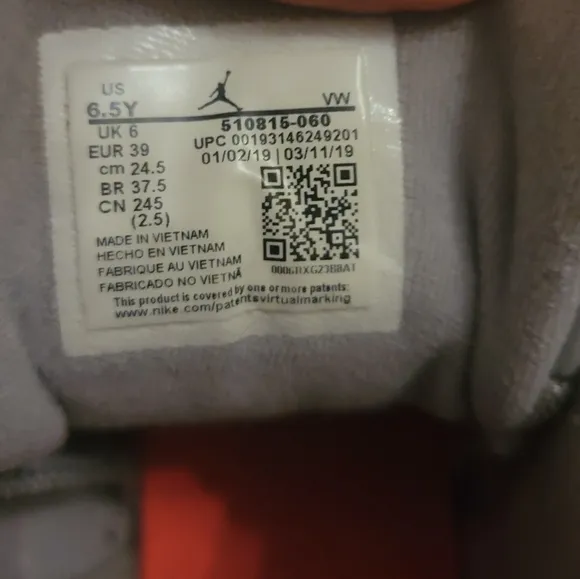 US
6.5Y
VW
UK 6
510815-060
EUR 39
UPC 00193146249201
cm 24.5
01/02/19 | 03/11/19
BR 37.5
CN 245
(2.5)
MADE IN VIETNAM
HECHO EN VIETNAM
FABRIQUE AU VIETNAM
FABRICADO NO VIETNÃ
This product is covered by one or more patents:
www.nike.com/patentsvirtualmarking